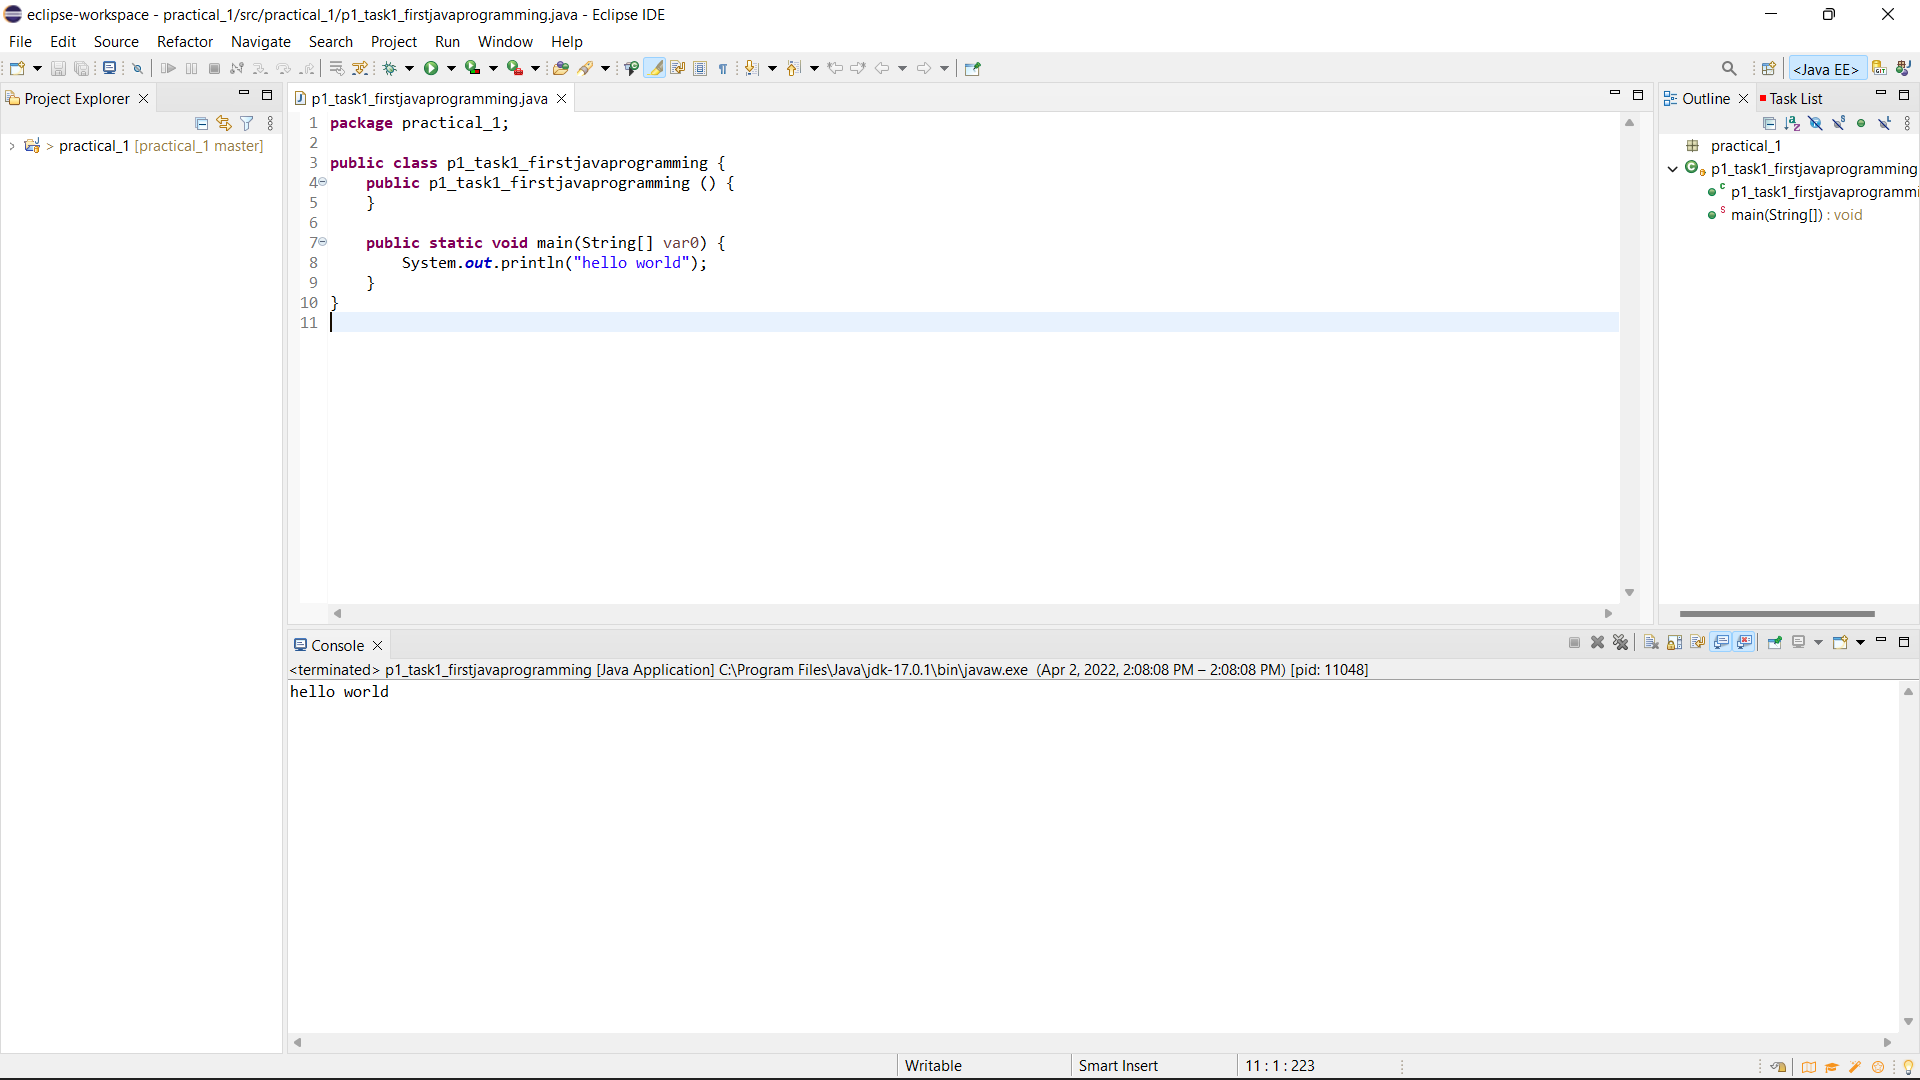 eclipse-workspace - practical_1/src/practical_1/p1_task1_firstjavaprogramming.java - Eclipse IDE
File Edit Source Refactor Navigate Search Project Run Window Help
<Java EE>
Project Explorer
> practical_1 [practical_1 master]
p1_task1_firstjavaprogramming.java
1 package practical_1;
2
3 public class p1_task1_firstjavaprogramming {
4 public p1_task1_firstjavaprogramming () {
5 }
6
7 public static void main(String[] var0) {
8 System.out.println("hello world");
9 }
10 }
11
Outline Task List
practical_1
p1_task1_firstjavaprogramming
p1_task1_firstjavaprogrammi
main(String[]) : void
Console
<terminated> p1_task1_firstjavaprogramming [Java Application] C:\Program Files\Java\jdk-17.0.1\bin\javaw.exe (Apr 2, 2022, 2:08:08 PM – 2:08:08 PM) [pid: 11048]
hello world
Writable Smart Insert 11 : 1 : 223